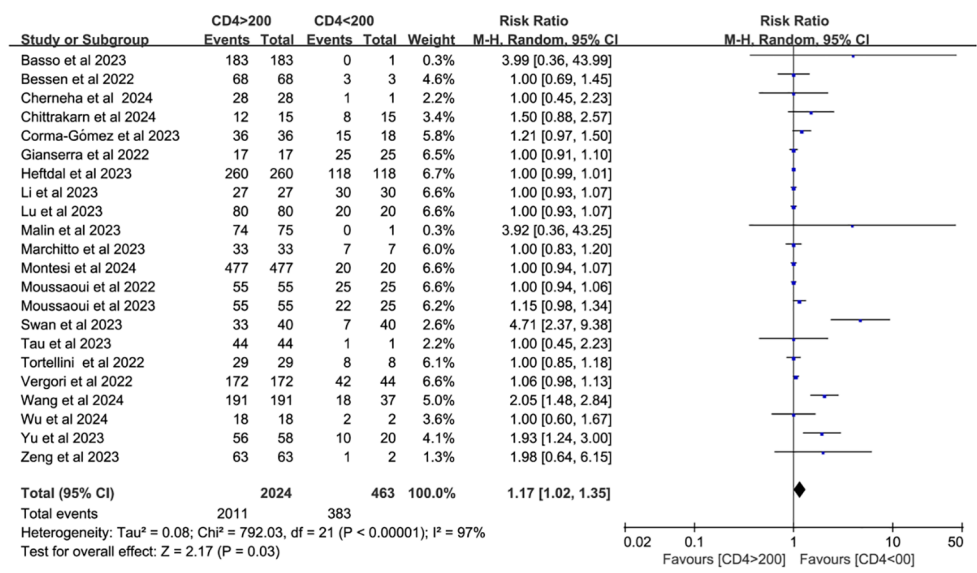 CD4>200 CD4<200 Risk Ratio Risk Ratio
Study or Subgroup Events Total Events Total Weight M-H, Random, 95% CI M-H, Random, 95% CI
Basso et al 2023 183 183 0 1 0.3% 3.99 [0.36, 43.99]
Bessen et al 2022 68 68 3 3 5.0% 1.00 [0.69, 1.45]
Cherneha et al 2024 28 28 1 1 2.2% 1.00 [0.45, 2.23]
Chittrakarn et al 2024 12 15 8 15 3.4% 1.50 [0.88, 2.57]
Corma-Gómez et al 2023 36 36 15 18 5.8% 1.21 [0.97, 1.50]
Gianserra et al 2022 17 17 25 25 6.5% 1.00 [0.91, 1.10]
Heftdal et al 2023 260 260 118 118 6.7% 1.00 [0.99, 1.01]
Li et al 2023 27 27 30 30 6.6% 1.00 [0.93, 1.07]
Lu et al 2023 80 80 20 20 6.6% 1.00 [0.93, 1.07]
Malin et al 2023 74 75 0 1 0.3% 3.92 [0.36, 43.25]
Marchitto et al 2023 33 33 7 7 6.0% 1.00 [0.83, 1.20]
Montesi et al 2024 477 477 20 20 6.6% 1.00 [0.94, 1.07]
Moussaoui et al 2022 55 55 25 25 6.6% 1.00 [0.94, 1.06]
Moussaoui et al 2023 55 55 22 25 6.2% 1.15 [0.98, 1.34]
Swan et al 2023 33 40 7 40 2.6% 4.71 [2.37, 9.38]
Tau et al 2023 44 44 1 1 2.2% 1.00 [0.45, 2.23]
Tortellini et al 2022 29 29 8 8 6.1% 1.00 [0.85, 1.18]
Vergori et al 2022 172 172 42 44 6.6% 1.06 [0.98, 1.13]
Wang et al 2024 191 191 18 37 5.0% 2.05 [1.48, 2.84]
Wu et al 2024 18 18 2 2 3.6% 1.00 [0.60, 1.67]
Yu et al 2023 56 58 10 20 4.1% 1.93 [1.24, 3.00]
Zeng et al 2023 63 63 1 2 1.3% 1.98 [0.64, 6.15]
Total (95% CI) 2024 463 100.0% 1.17 [1.02, 1.35]
Total events 2011 383
Heterogeneity: Tau² = 0.08; Chi² = 792.03, df = 21 (P < 0.00001); I² = 97%
Test for overall effect: Z = 2.17 (P = 0.03)
0.02 0.1 1 10 50
Favours [CD4>200] Favours [CD4<00]